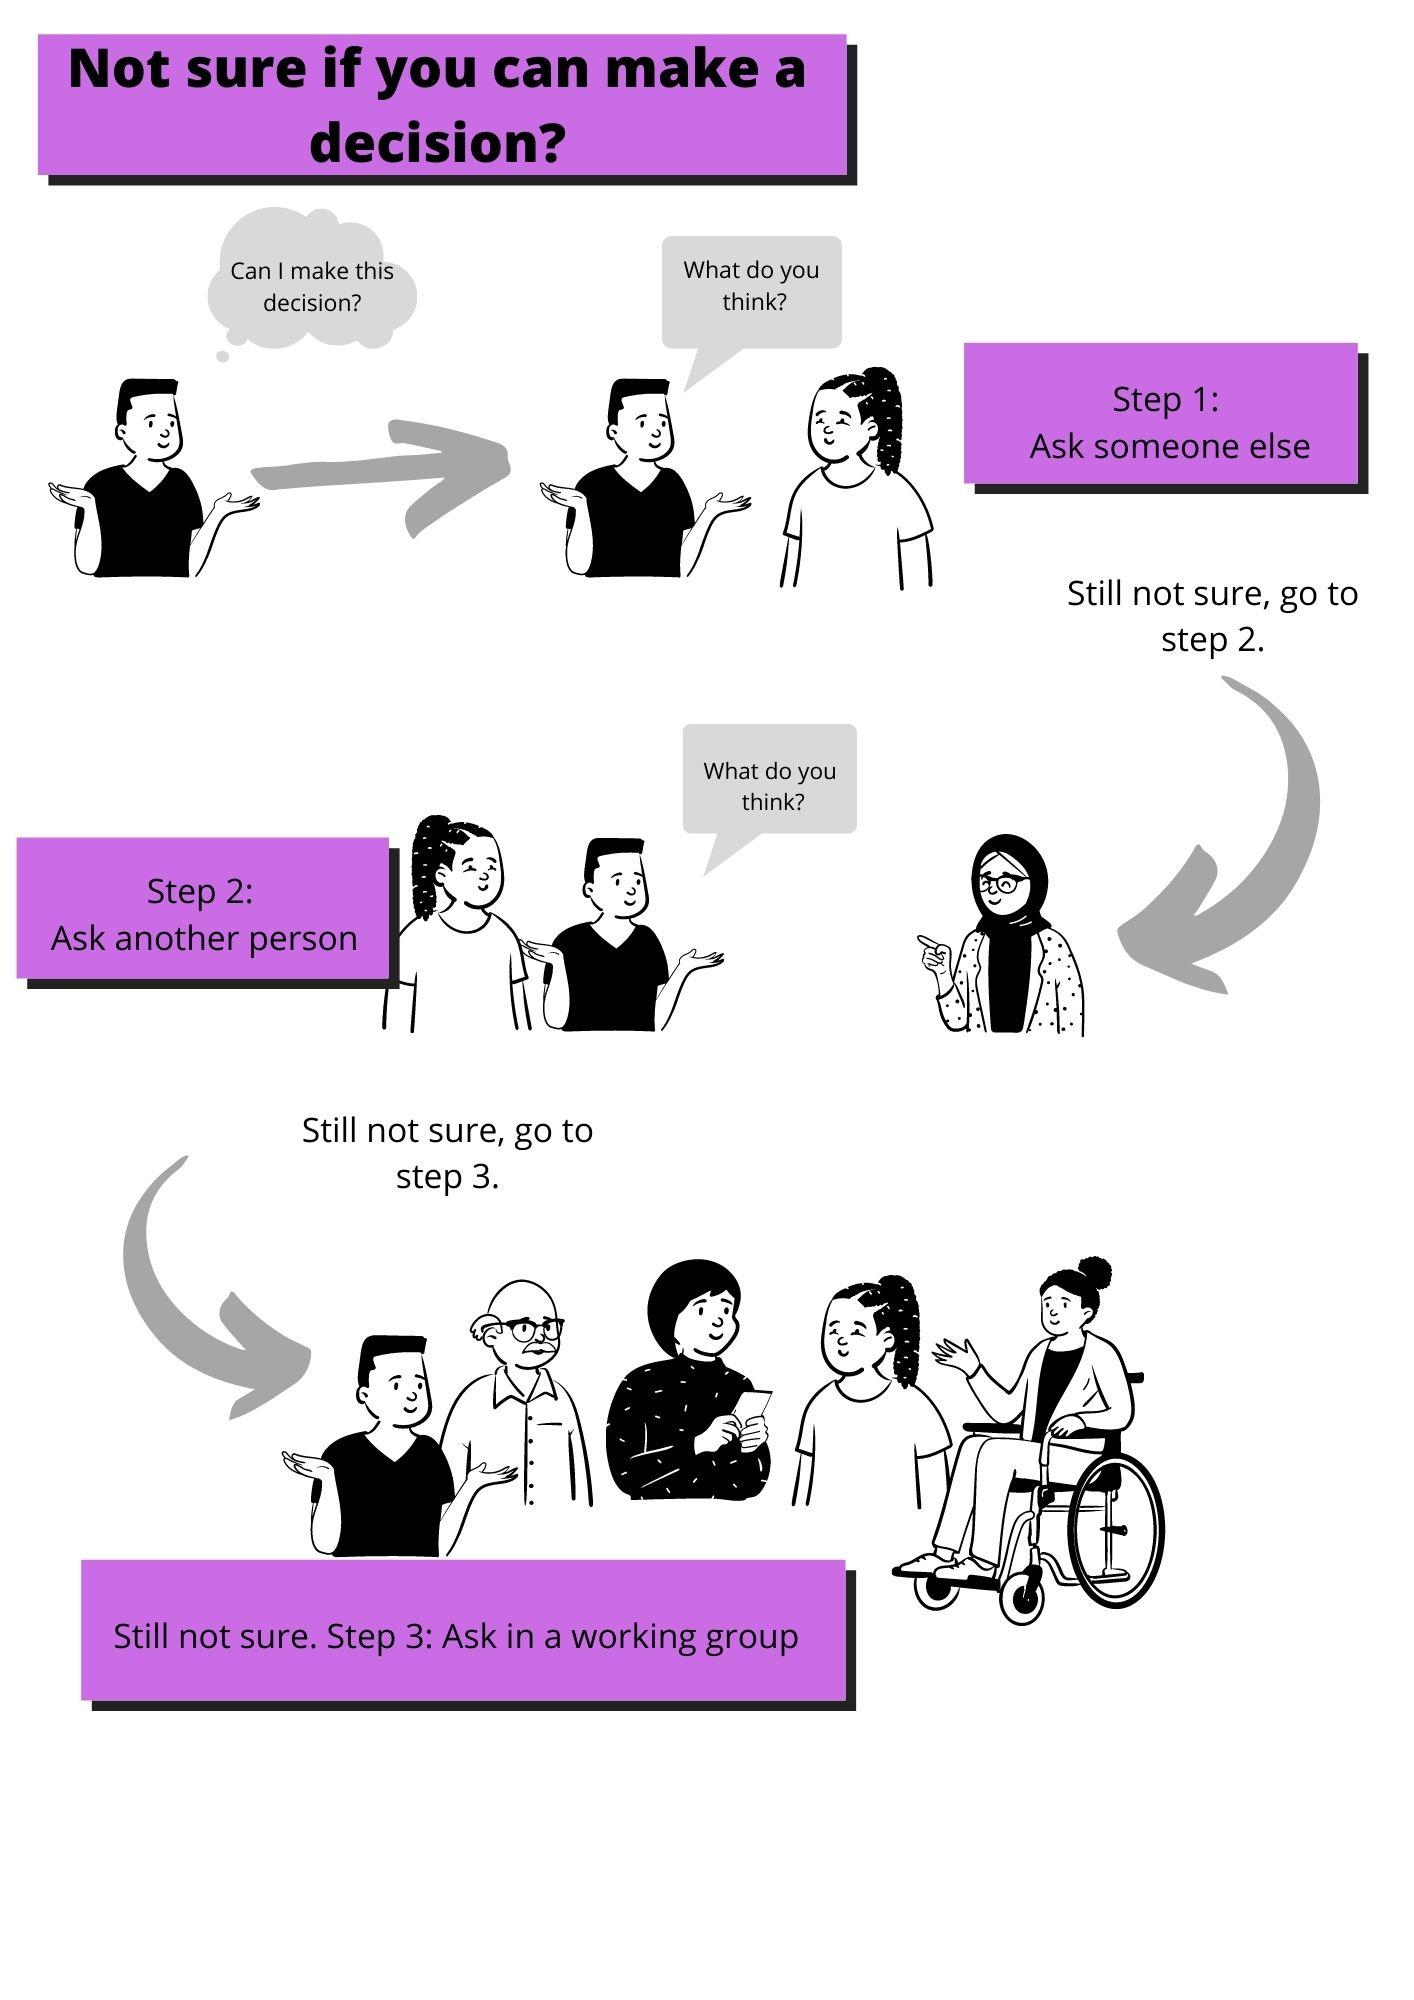 Not sure if you can make a
decision?
Can I make this
decision?
What do you
think?
Step 1:
Ask someone else
Still not sure, go to
step 2.
What do you
think?
Step 2:
Ask another person
Still not sure, go to
step 3.
Still not sure. Step 3: Ask in a working group